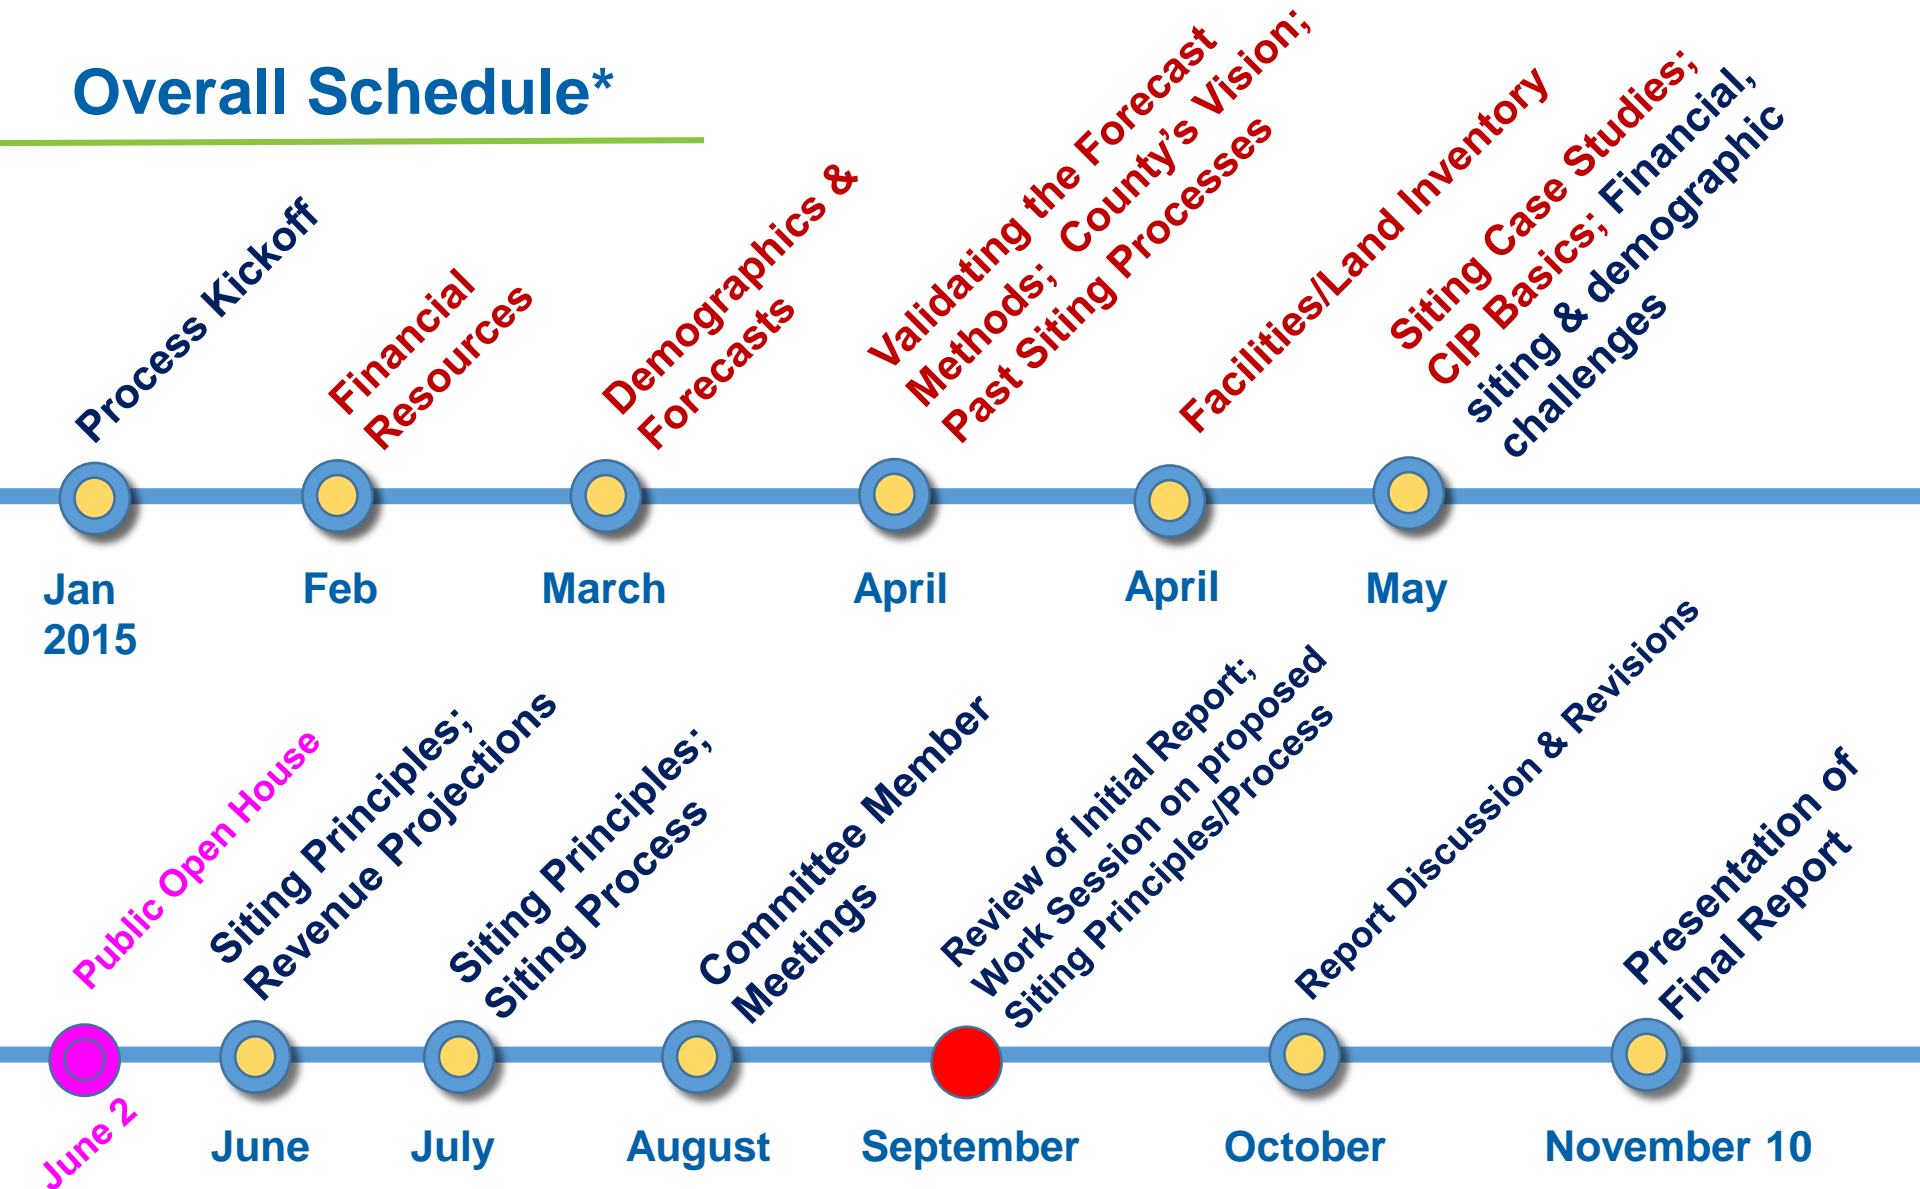 Overall Schedule*
Process Kickoff
Financial
Resources
Demographics &
Forecasts
Validating the Forecast
Methods; County’s Vision;
Past Siting Processes
Facilities/Land Inventory
Siting Case Studies;
CIP Basics; Financial,
siting & demographic
challenges
Jan
2015
Feb
March
April
April
May
Public Open House
Siting Principles;
Revenue Projections
Siting Principles;
Siting Process
Committee Member
Meetings
Review of Initial Report;
Work Session on proposed
Siting Principles/Process
Report Discussion & Revisions
Presentation of
Final Report
June 2
June
July
August
September
October
November 10